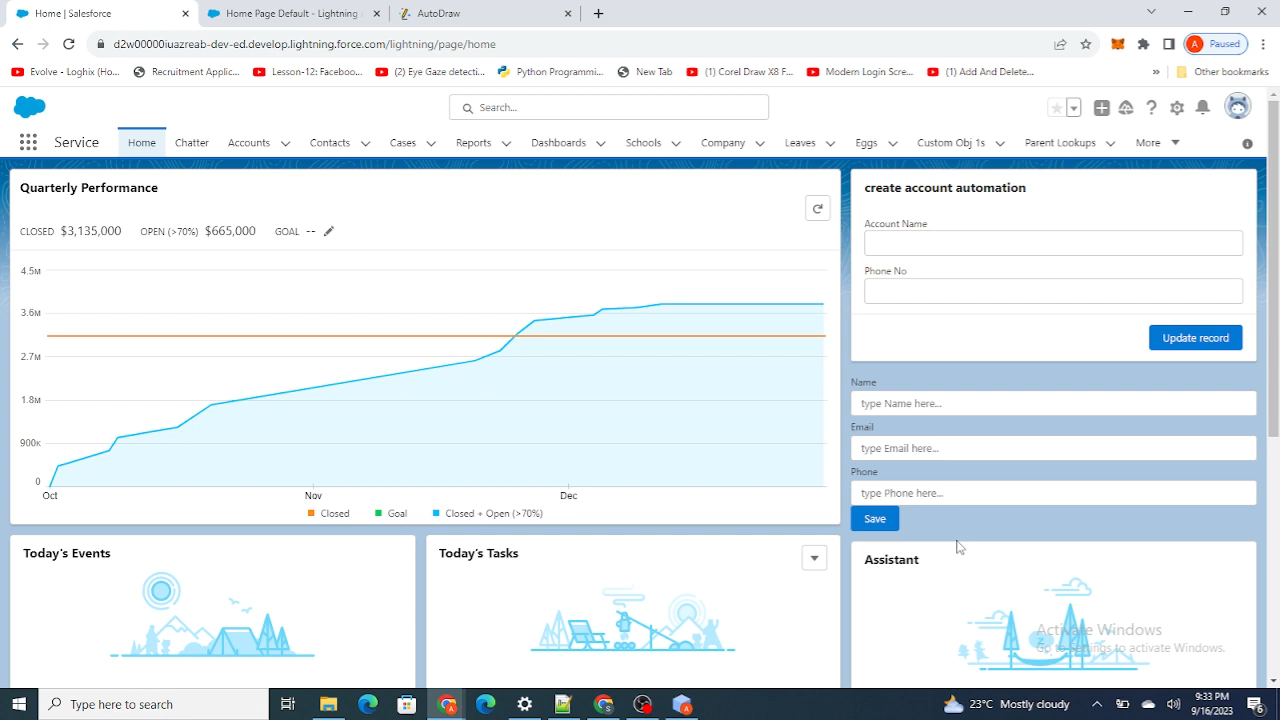 Home | Salesforce
Home Page Default - Lightning
AutoDraw
d2w00000iuazreab-dev-ed.develop.lightning.force.com/lightning/page/home
Paused
Evolve - Loghix (Ho...
Recruitment Applic...
Lesson-12: Faceboo...
(2) Eye Gaze detecti...
Python Programmi...
New Tab
(1) Corel Draw X8 F...
Modern Login Scre...
(1) Add And Delete...
Other bookmarks
Search...
Service
Home
Chatter
Accounts
Contacts
Cases
Reports
Dashboards
Schools
Company
Leaves
Eggs
Custom Obj 1s
Parent Lookups
More
Quarterly Performance
CLOSED $3,135,000 OPEN (>70%) GOAL --
4.5M
3.6M
2.7M
1.8M
900K
0
Oct
Nov
Dec
Closed
Goal
Closed + Open (>70%)
create account automation
Account Name
Phone No
Update record
Name
type Name here...
Email
type Email here...
Phone
type Phone here...
Save
Today's Events
Today's Tasks
Assistant
Activate Windows
Go to Settings to activate Windows.
Type here to search
23°C Mostly cloudy
9:33 PM
9/16/2023
6